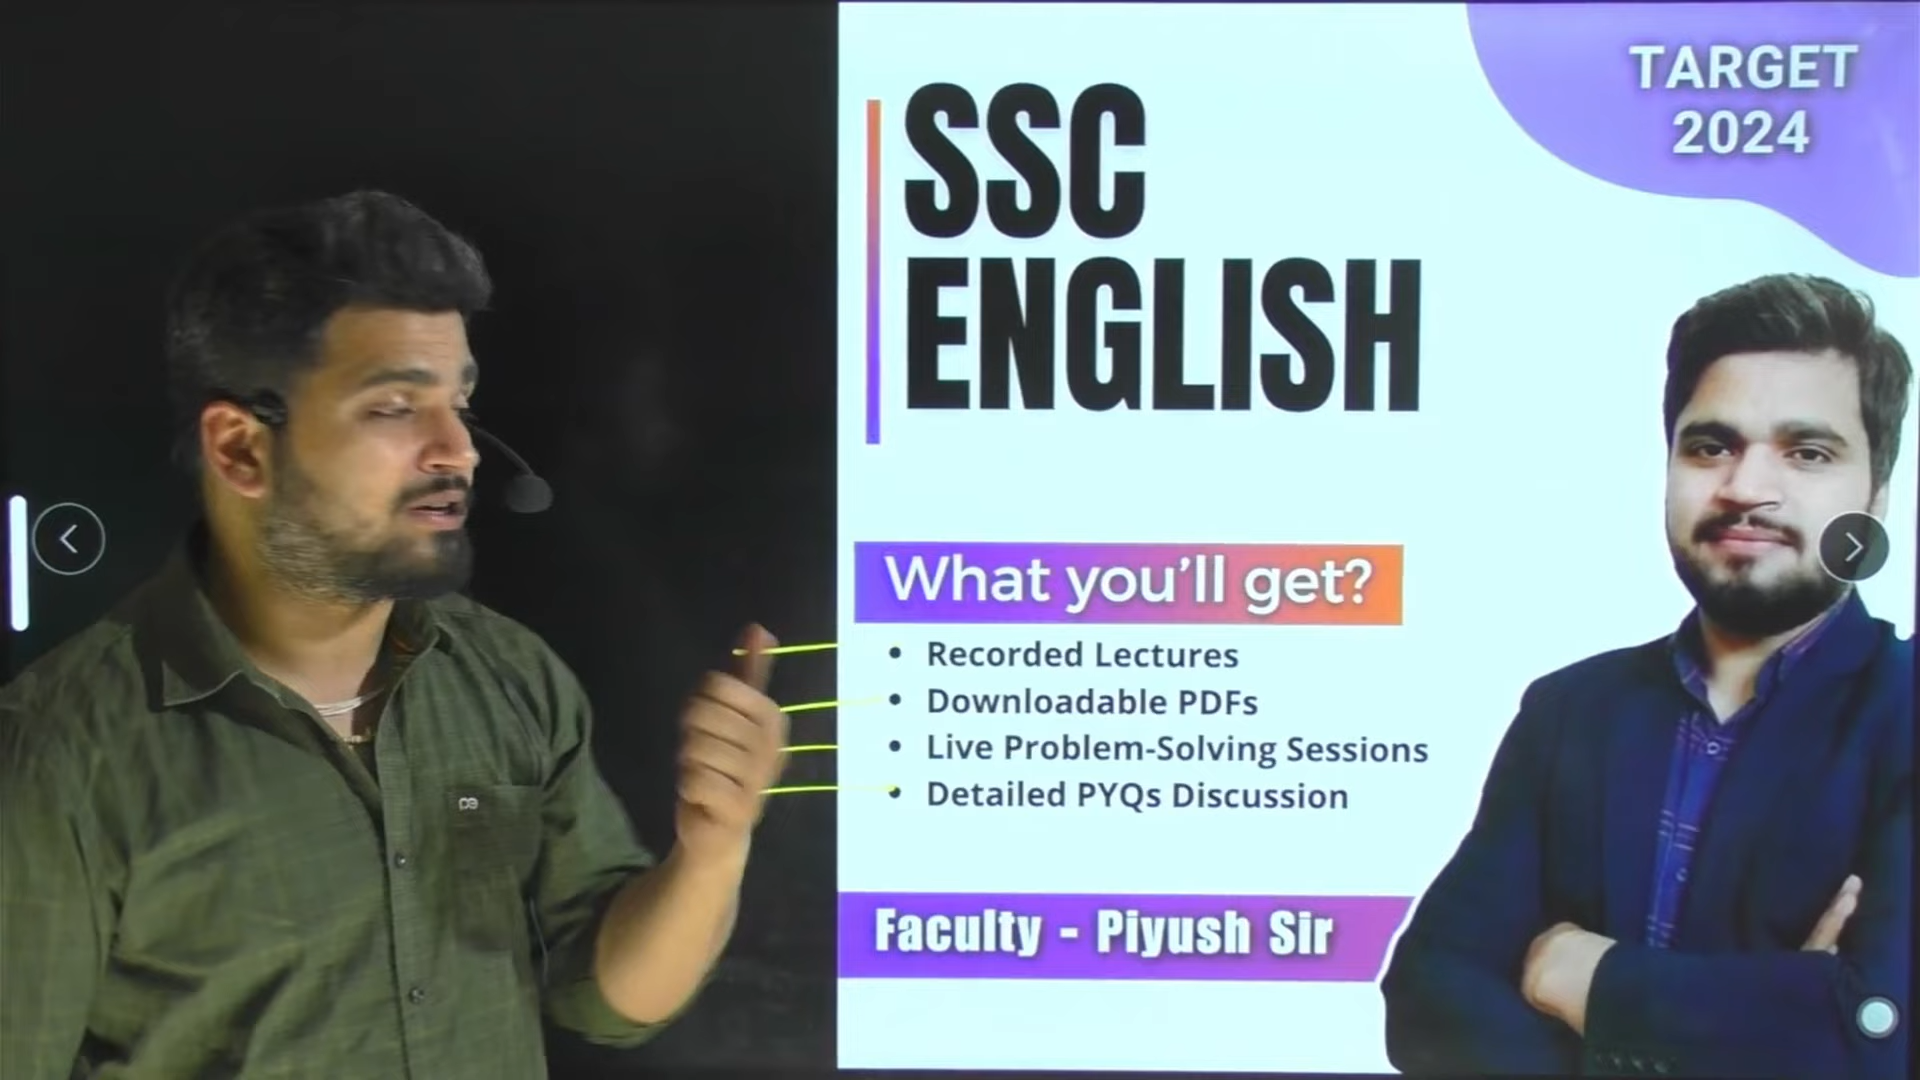 TARGET
2024
SSC
ENGLISH
What you'll get?
• Recorded Lectures
• Downloadable PDFs
• Live Problem-Solving Sessions
• Detailed PYQs Discussion
Faculty - Piyush Sir
pe